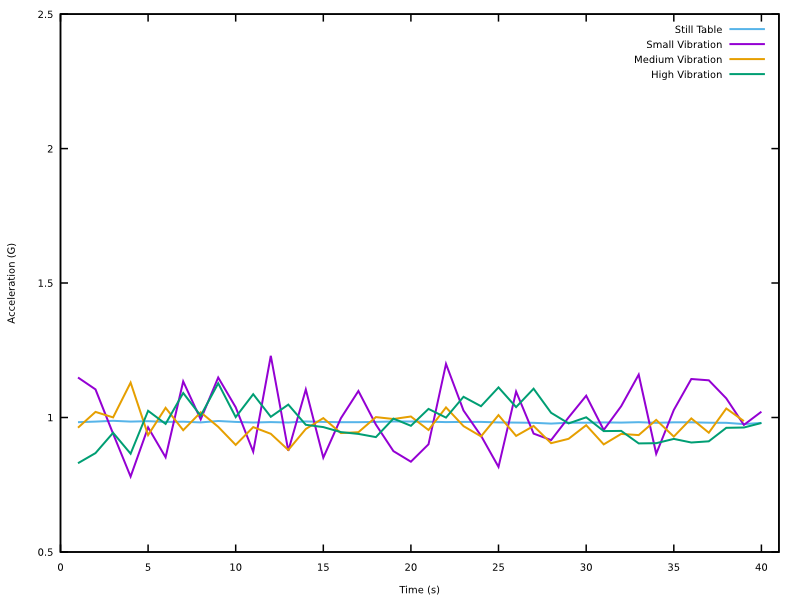 2.5
2
1.5
1
0.5
0
5
10
15
20
25
30
35
40
Acceleration (G)
Time (s)
Still Table
Small Vibration
Medium Vibration
High Vibration